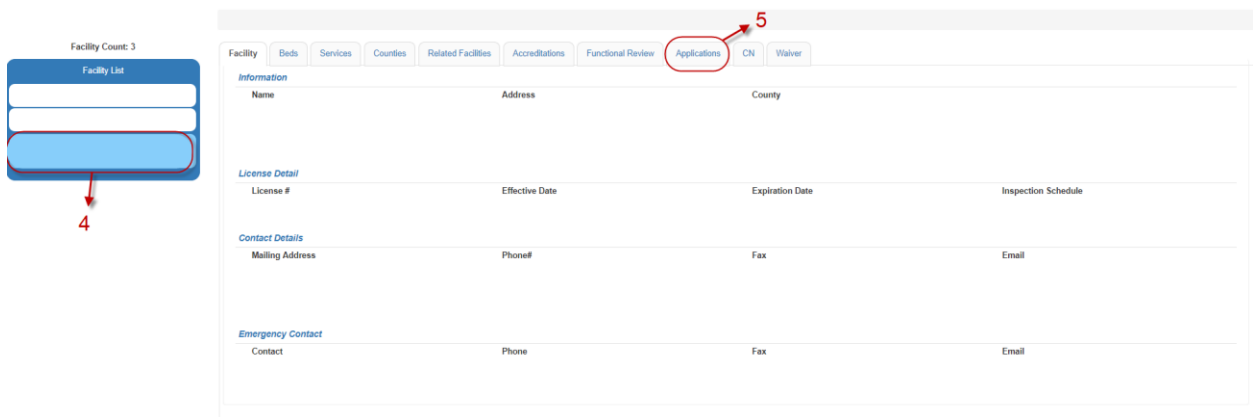 5
Facility Count: 3
Facility List
4
Facility Beds Services Counties Related Facilities Accreditations Functional Review Applications CN Waiver
Information
Name Address County
License Detail
License # Effective Date Expiration Date Inspection Schedule
Contact Details
Mailing Address Phone# Fax Email
Emergency Contact
Contact Phone Fax Email